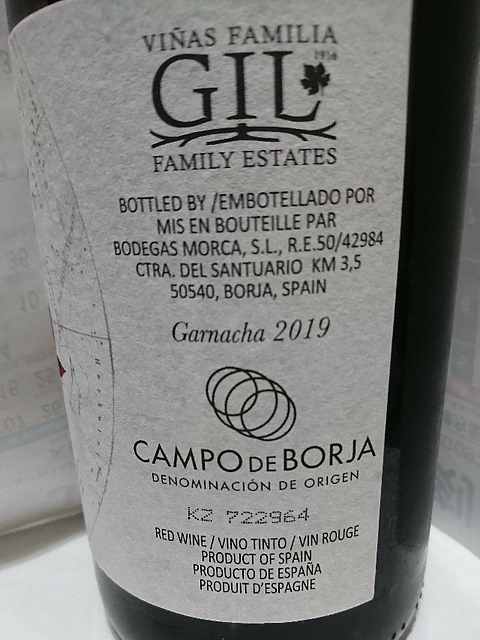 VIÑAS FAMILIA
GIL
1916
FAMILY ESTATES
BOTTLED BY /EMBOTELLADO POR
MIS EN BOUTEILLE PAR
BODEGAS MORCA, S.L., R.E.50/42984
CTRA. DEL SANTUARIO KM 3,5
50540, BORJA, SPAIN
Garnacha 2019
CAMPO DE BORJA
DENOMINACIÓN DE ORIGEN
KZ 722964
RED WINE / VINO TINTO / VIN ROUGE
PRODUCT OF SPAIN
PRODUCTO DE ESPAÑA
PRODUIT D'ESPAGNE